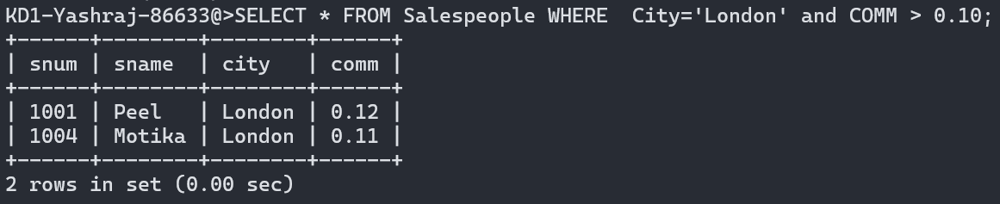 KD1-Yashraj-86633@>SELECT * FROM Salespeople WHERE  City='London' and COMM > 0.10;
+------+--------+--------+------+
| snum | sname  | city   | comm |
+------+--------+--------+------+
| 1001 | Peel   | London | 0.12 |
| 1004 | Motika | London | 0.11 |
+------+--------+--------+------+
2 rows in set (0.00 sec)